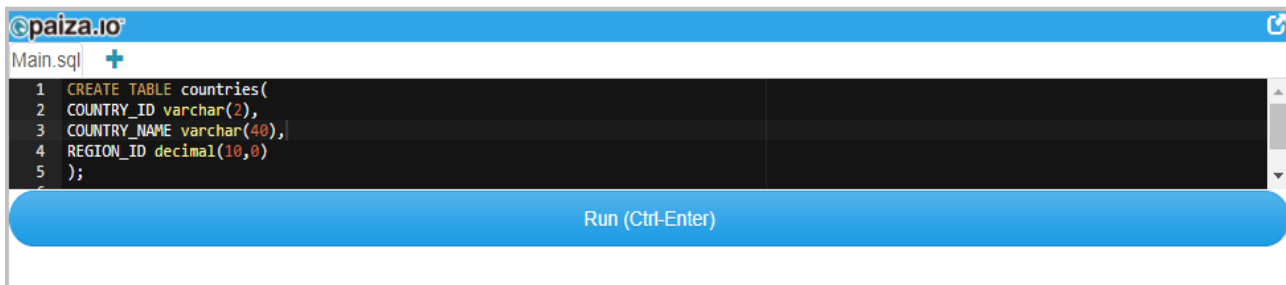 paiza.IO
Main.sql
1 CREATE TABLE countries(
2 COUNTRY_ID varchar(2),
3 COUNTRY_NAME varchar(40),
4 REGION_ID decimal(10,0)
5 );
Run (Ctrl-Enter)